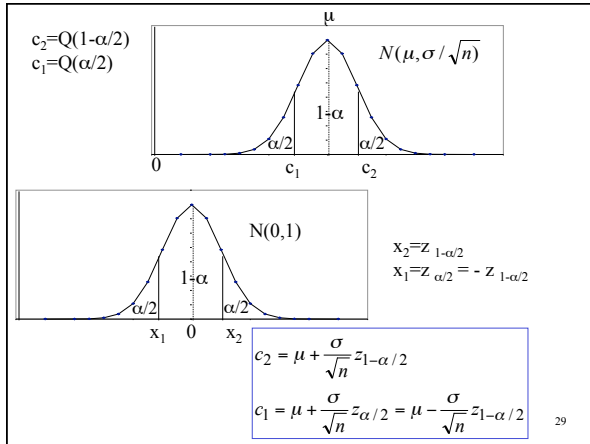 μ
c₂=Q(1-α/2)
c₁=Q(α/2)
N(μ,σ/√n)
1-α
α/2 α/2
0 c₁ c₂
N(0,1)
x₂=z ₁₋α/₂
x₁=z α/₂ = - z ₁₋α/₂
1-α
α/2 α/2
x₁ 0 x₂
c₂ = μ + σ/√n z₁₋α/₂
c₁ = μ + σ/√n zα/₂ = μ − σ/√n z₁₋α/₂
29